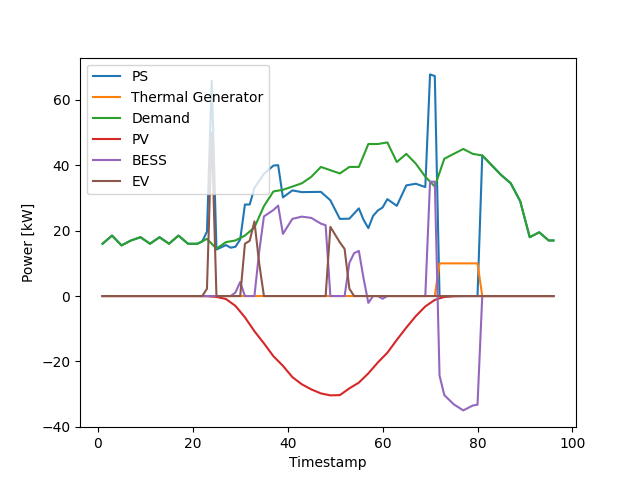 PS
Thermal Generator
Demand
PV
BESS
EV
Power [kW]
60
40
20
0
−20
−40
0 20 40 60 80 100
Timestamp